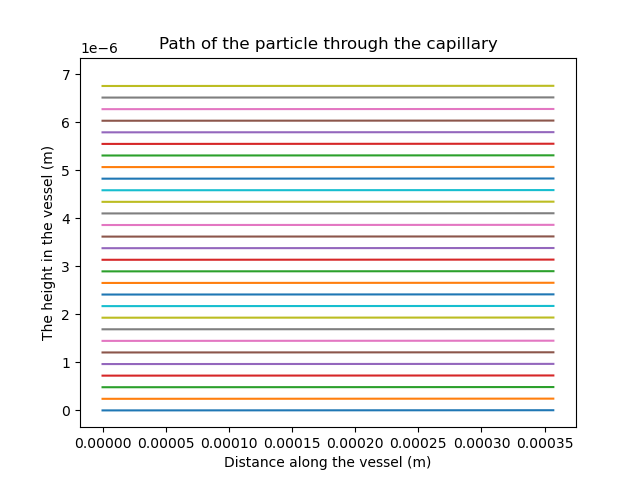 Path of the particle through the capillary
1e−6
7
6
5
4
3
2
1
0
The height in the vessel (m)
0.00000 0.00005 0.00010 0.00015 0.00020 0.00025 0.00030 0.00035
Distance along the vessel (m)